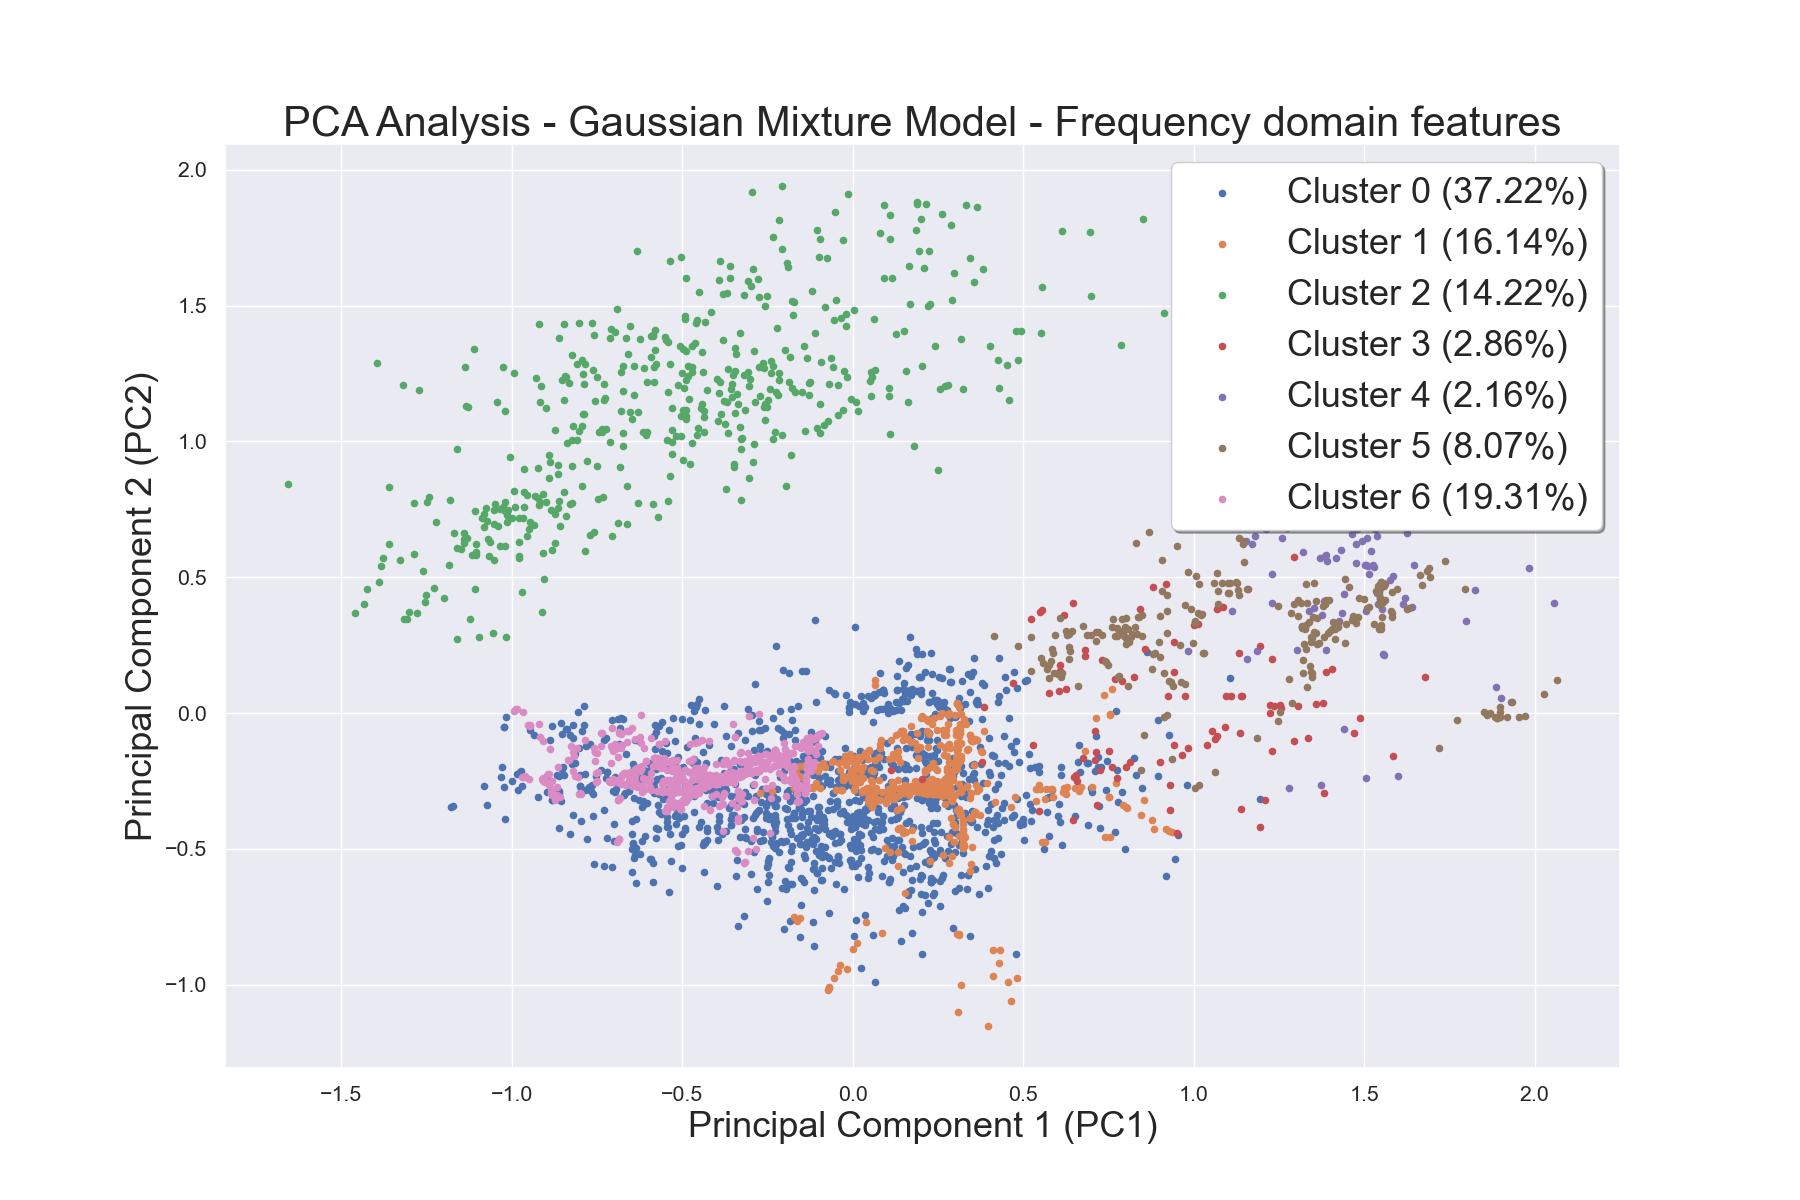 PCA Analysis - Gaussian Mixture Model - Frequency domain features
Cluster 0 (37.22%)
Cluster 1 (16.14%)
Cluster 2 (14.22%)
Cluster 3 (2.86%)
Cluster 4 (2.16%)
Cluster 5 (8.07%)
Cluster 6 (19.31%)
Principal Component 2 (PC2)
2.0
1.5
1.0
0.5
0.0
−0.5
−1.0
−1.5 −1.0 −0.5 0.0 0.5 1.0 1.5 2.0
Principal Component 1 (PC1)